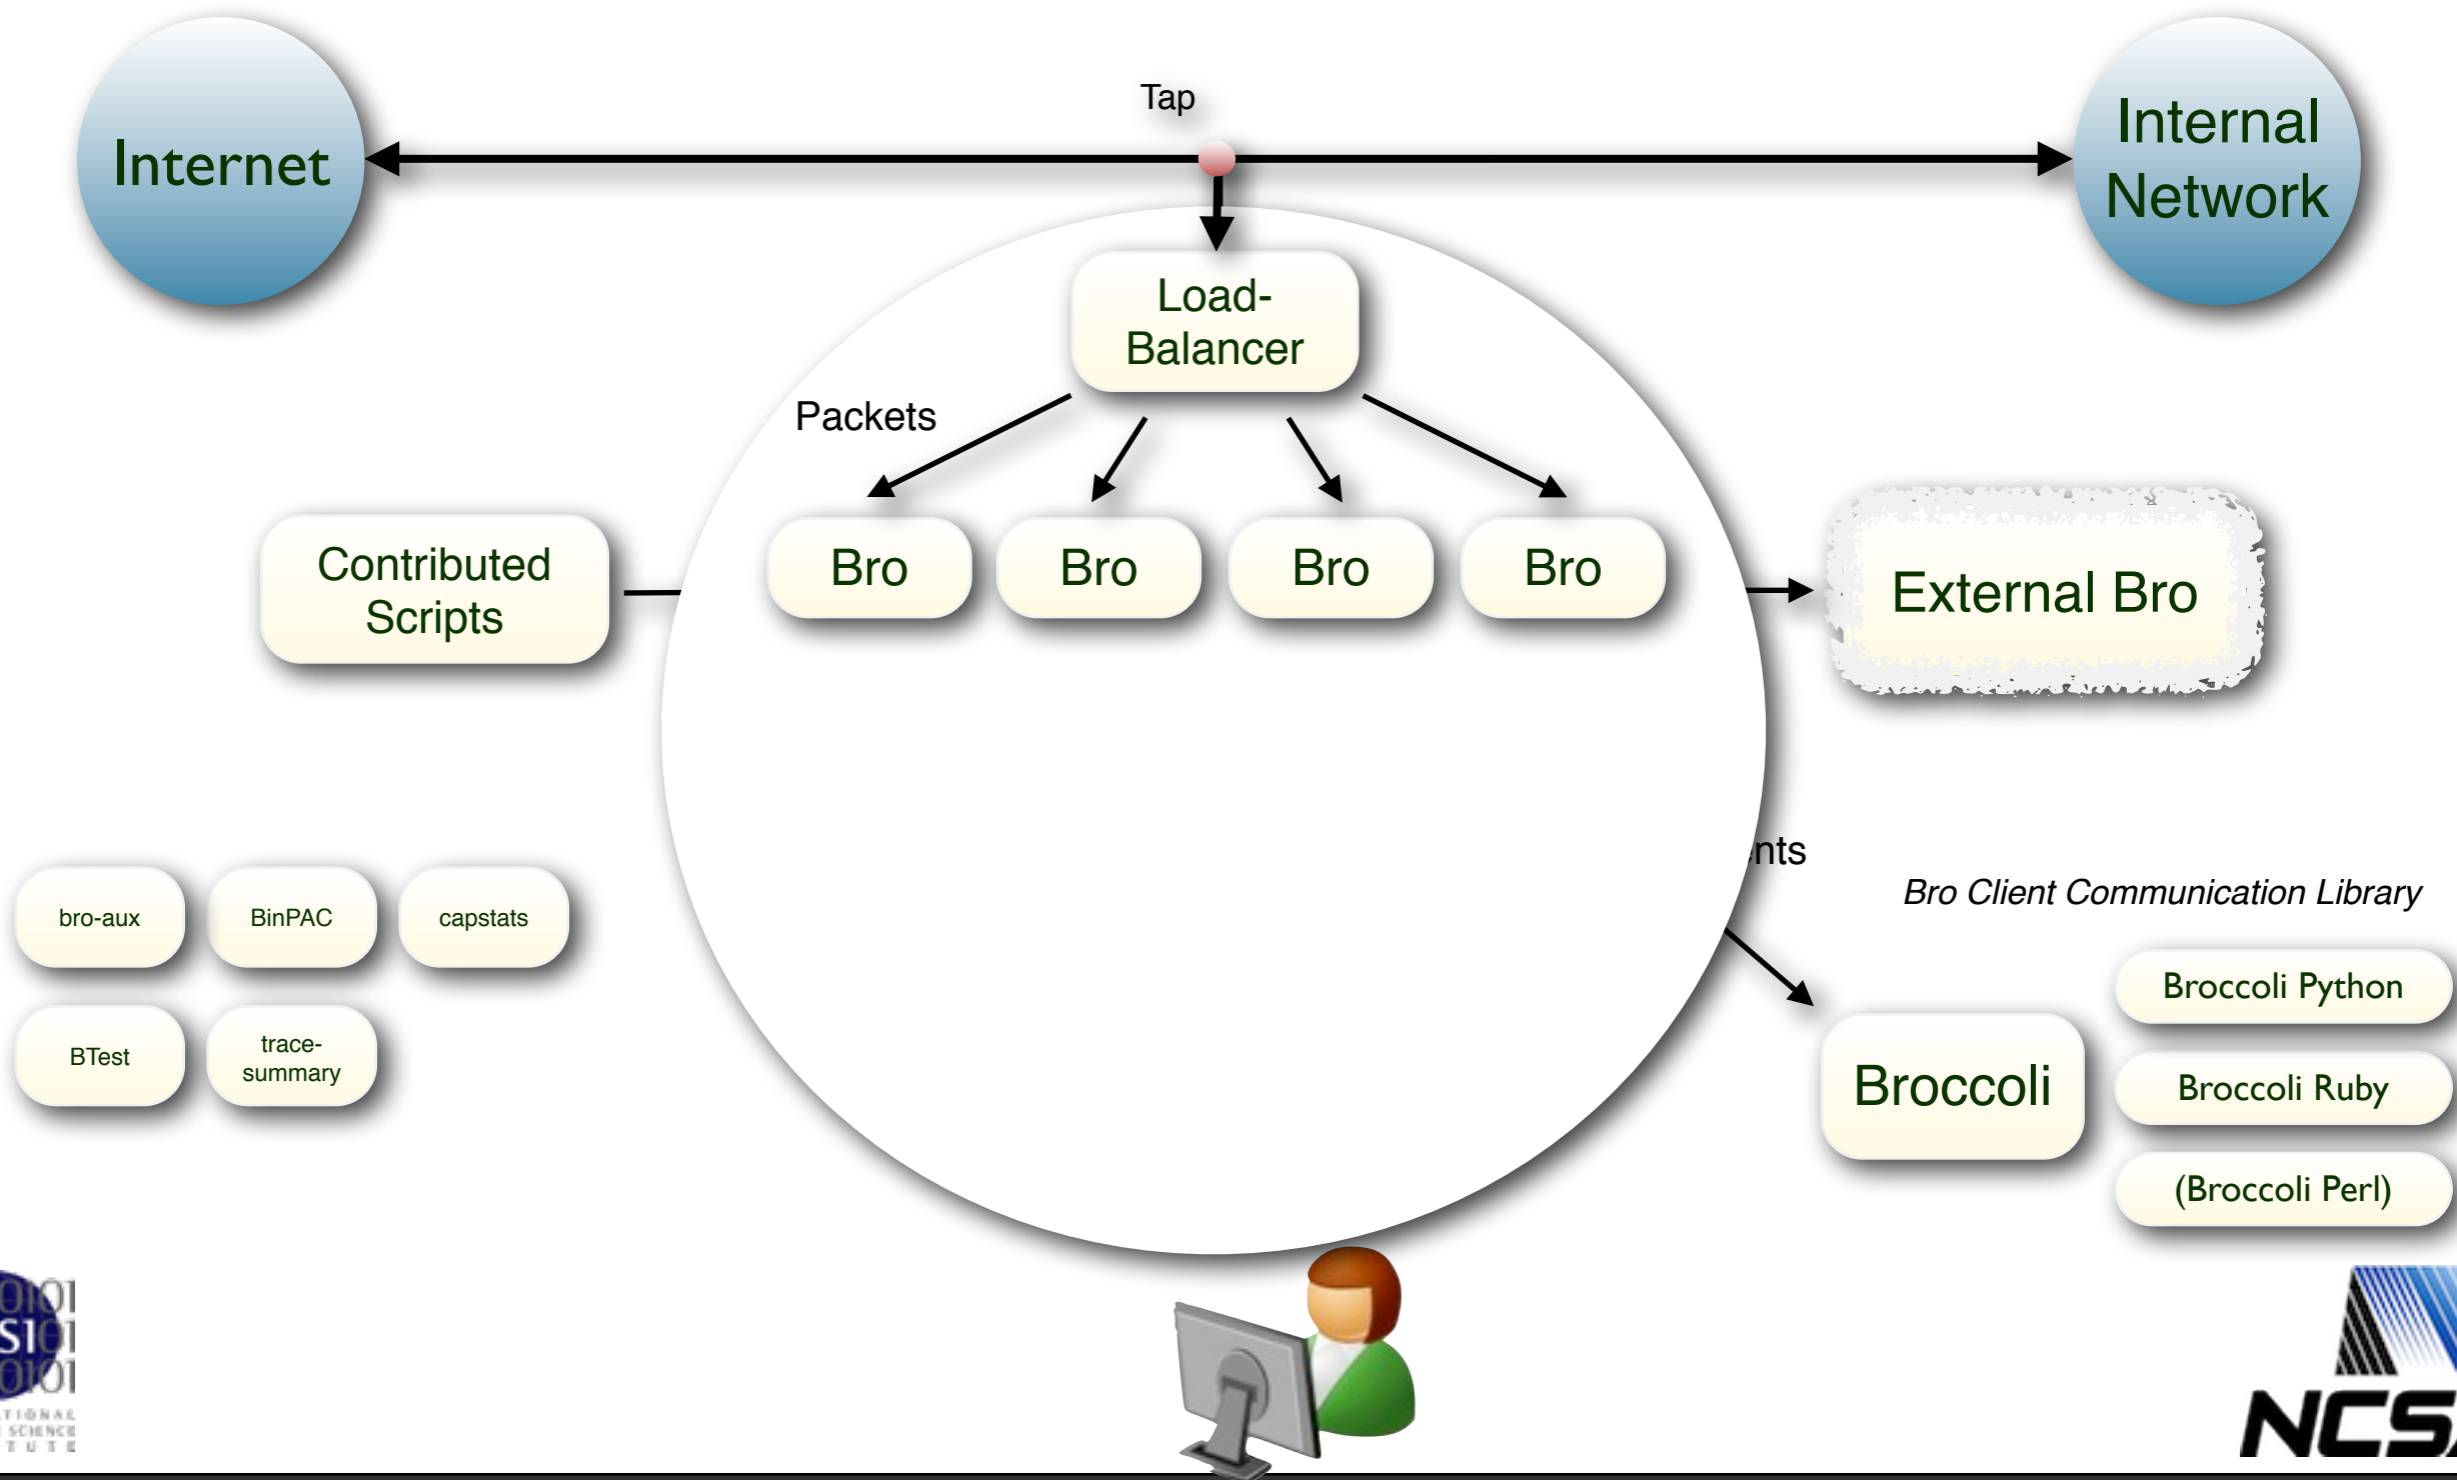 Tap
Internet
Internal
Network
Load-
Balancer
Packets
Contributed
Scripts
Bro
Bro
Bro
Bro
External Bro
nts
Bro Client Communication Library
bro-aux
BinPAC
capstats
BTest
trace-
summary
Broccoli
Broccoli Python
Broccoli Ruby
(Broccoli Perl)
NCS